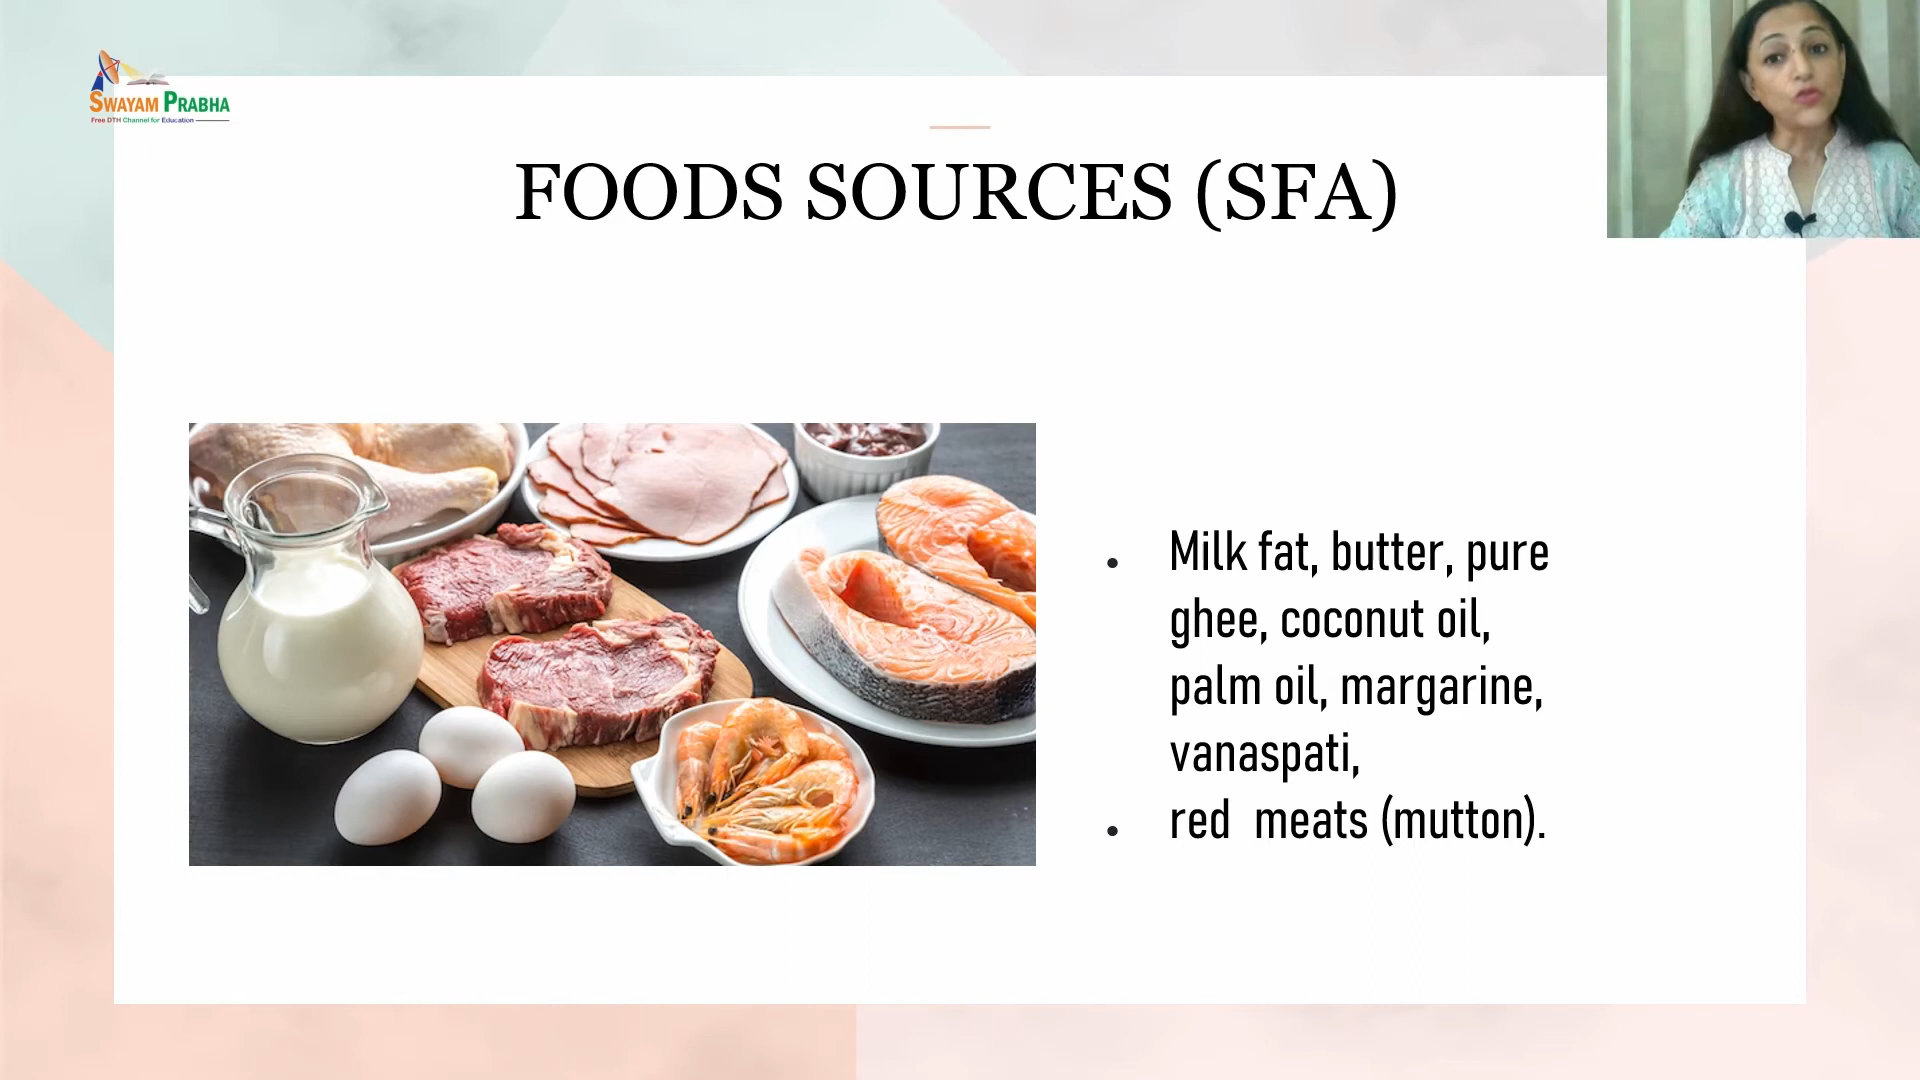 SWAYAM PRABHA
Free DTH Channel for Education
FOODS SOURCES (SFA)
• Milk fat, butter, pure
ghee, coconut oil,
palm oil, margarine,
vanaspati,
• red meats (mutton).